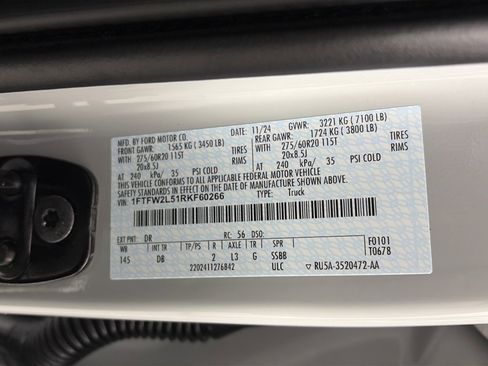 MFD. BY FORD MOTOR CO. 11/24 GVWR: 3221 KG ( 7100 LB)
FRONT GAWR: 1565 KG ( 3450 LB) REAR GAWR: 1724 KG ( 3800 LB)
WITH 275/60R20 115T TIRES WITH 275/60R20 115T TIRES
20x8.5J RIMS 20x8.5J RIMS
AT 240 kPa/ 35 PSI COLD AT 240 kPa/ 35 PSI COLD
THIS VEHICLE CONFORMS TO ALL APPLICABLE FEDERAL MOTOR VEHICLE
SAFETY AND THEFT PREVENTION STANDARDS IN EFFECT ON THE DATE OF MANUFACTURE SHOWN ABOVE.
VIN: 1FTFW2L51RKF60266 TYPE: Truck
EXT PNT: DR RC: 56 DSO: F0101
WB TP/PS R AXLE TR SPR T0678
145 DB 2 L3 G SSBB
2202411276842 ULC ▼ RU5A-3520472-AA